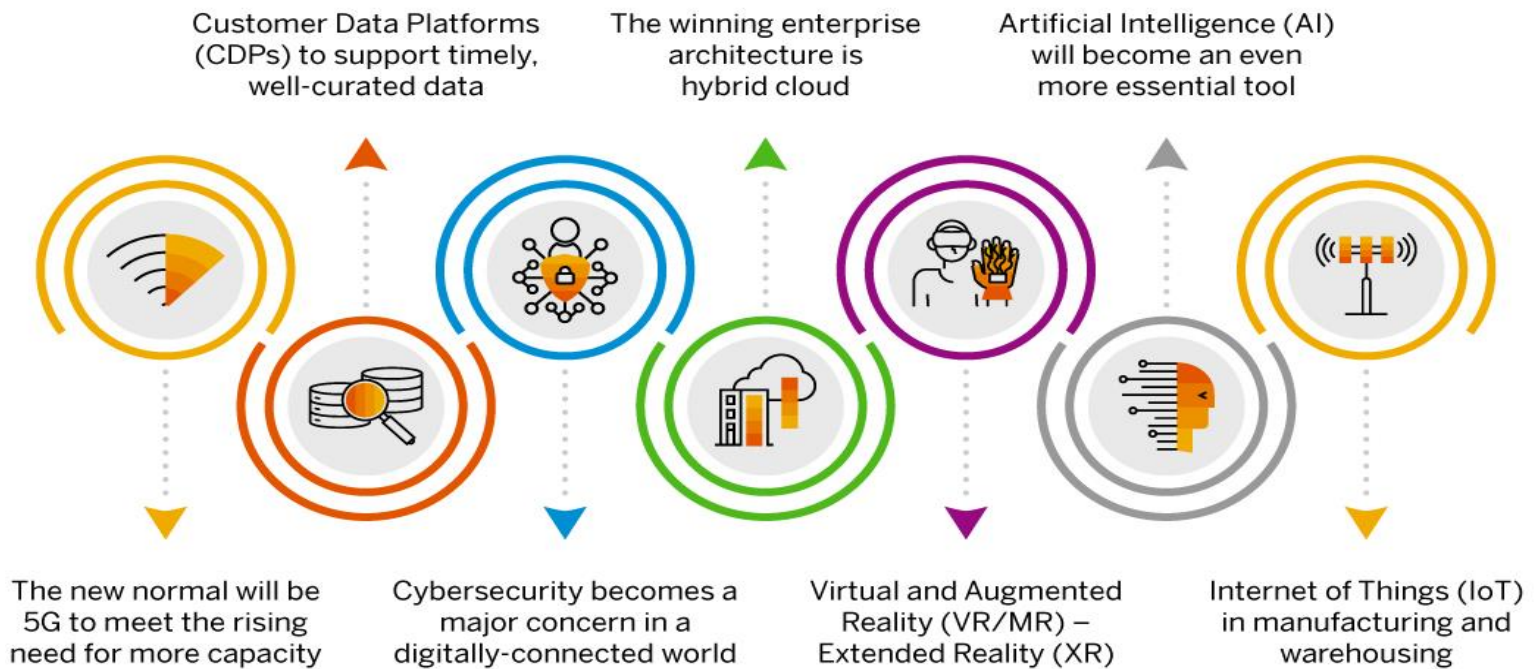 Customer Data Platforms
(CDPs) to support timely,
well-curated data
The winning enterprise
architecture is
hybrid cloud
Artificial Intelligence (AI)
will become an even
more essential tool
The new normal will be
5G to meet the rising
need for more capacity
Cybersecurity becomes a
major concern in a
digitally-connected world
Virtual and Augmented
Reality (VR/MR) –
Extended Reality (XR)
Internet of Things (IoT)
in manufacturing and
warehousing